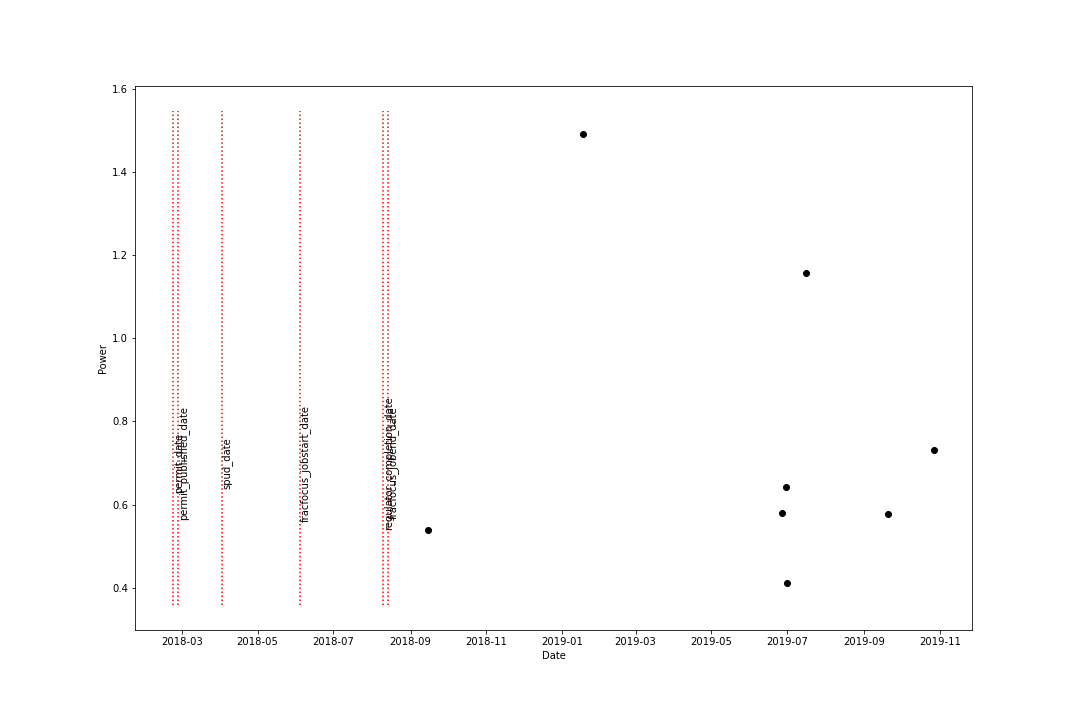 1.6
1.4
1.2
1.0
0.8
0.6
0.4
Power
permit_date
permit_published_date
spud_date
fracfocus_jobstart_date
regulator_completion_date
fracfocus_jobend_date
2018-03
2018-05
2018-07
2018-09
2018-11
2019-01
2019-03
2019-05
2019-07
2019-09
2019-11
Date